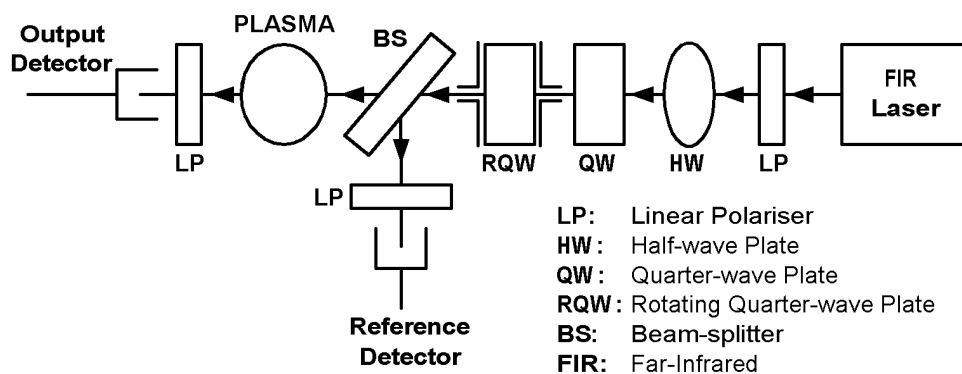 Output
Detector
PLASMA
BS
FIR
Laser
LP
RQW
QW
HW
LP
LP
Reference
Detector
LP: Linear Polariser
HW: Half-wave Plate
QW: Quarter-wave Plate
RQW: Rotating Quarter-wave Plate
BS: Beam-splitter
FIR: Far-Infrared